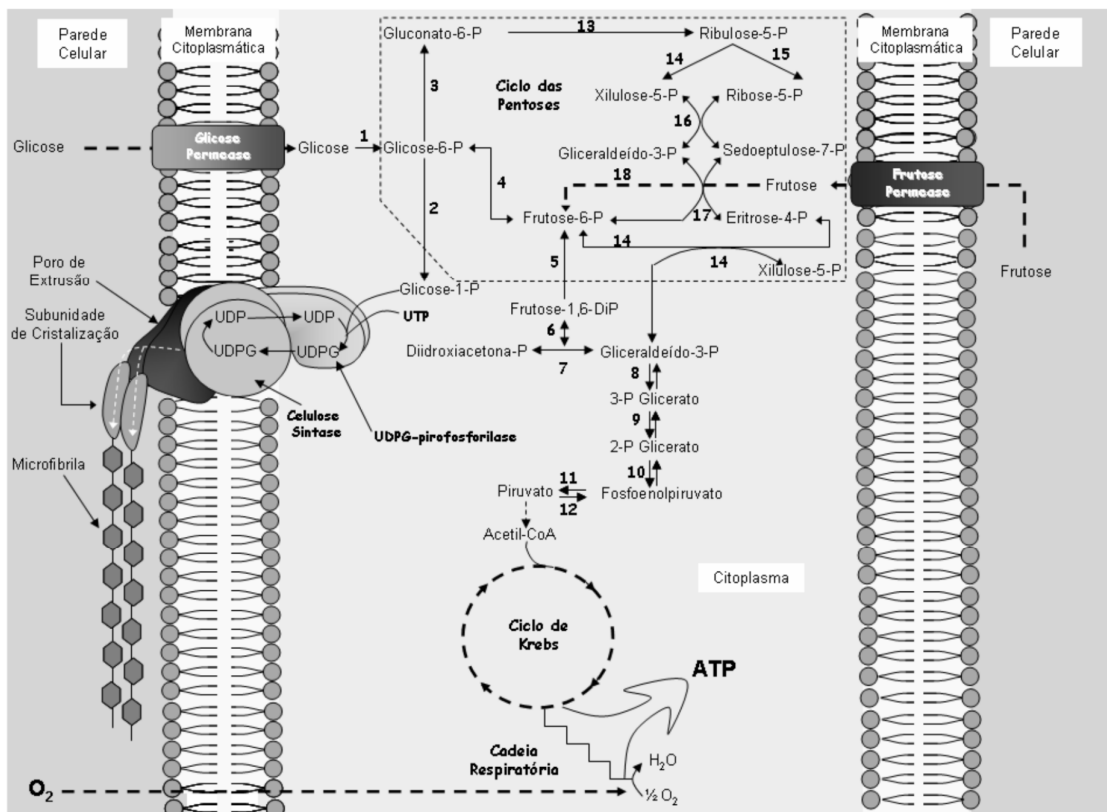 Parede
Celular
Membrana
Citoplasmática
Gluconato-6-P
13
Ribulose-5-P
Membrana
Citoplasmática
Parede
Celular
14
15
3
Ciclo das
Pentoses
Xilulose-5-P
Ribose-5-P
16
Glicose
Glicose
Permease
Glicose
1
Glicose-6-P
Gliceraldeído-3-P
Sedoeptulose-7-P
4
18
Frutose
Frutose
Permease
2
Frutose-6-P
17
Eritrose-4-P
14
5
14
Xilulose-5-P
Frutose
Poro de
Extrusão
Glicose-1-P
Frutose-1,6-DiP
Subunidade
de Cristalização
UDP
UDP
UTP
6
UDPG
UDPG
Diidroxiacetona-P
7
Gliceraldeído-3-P
8
3-P Glicerato
Celulose
Sintase
9
UDPG-pirofosforilase
2-P Glicerato
Microfibrila
10
11
Piruvato
Fosfoenolpiruvato
12
Acetil-CoA
Citoplasma
Ciclo de
Krebs
ATP
Cadeia
Respiratória
H₂O
O₂
½ O₂